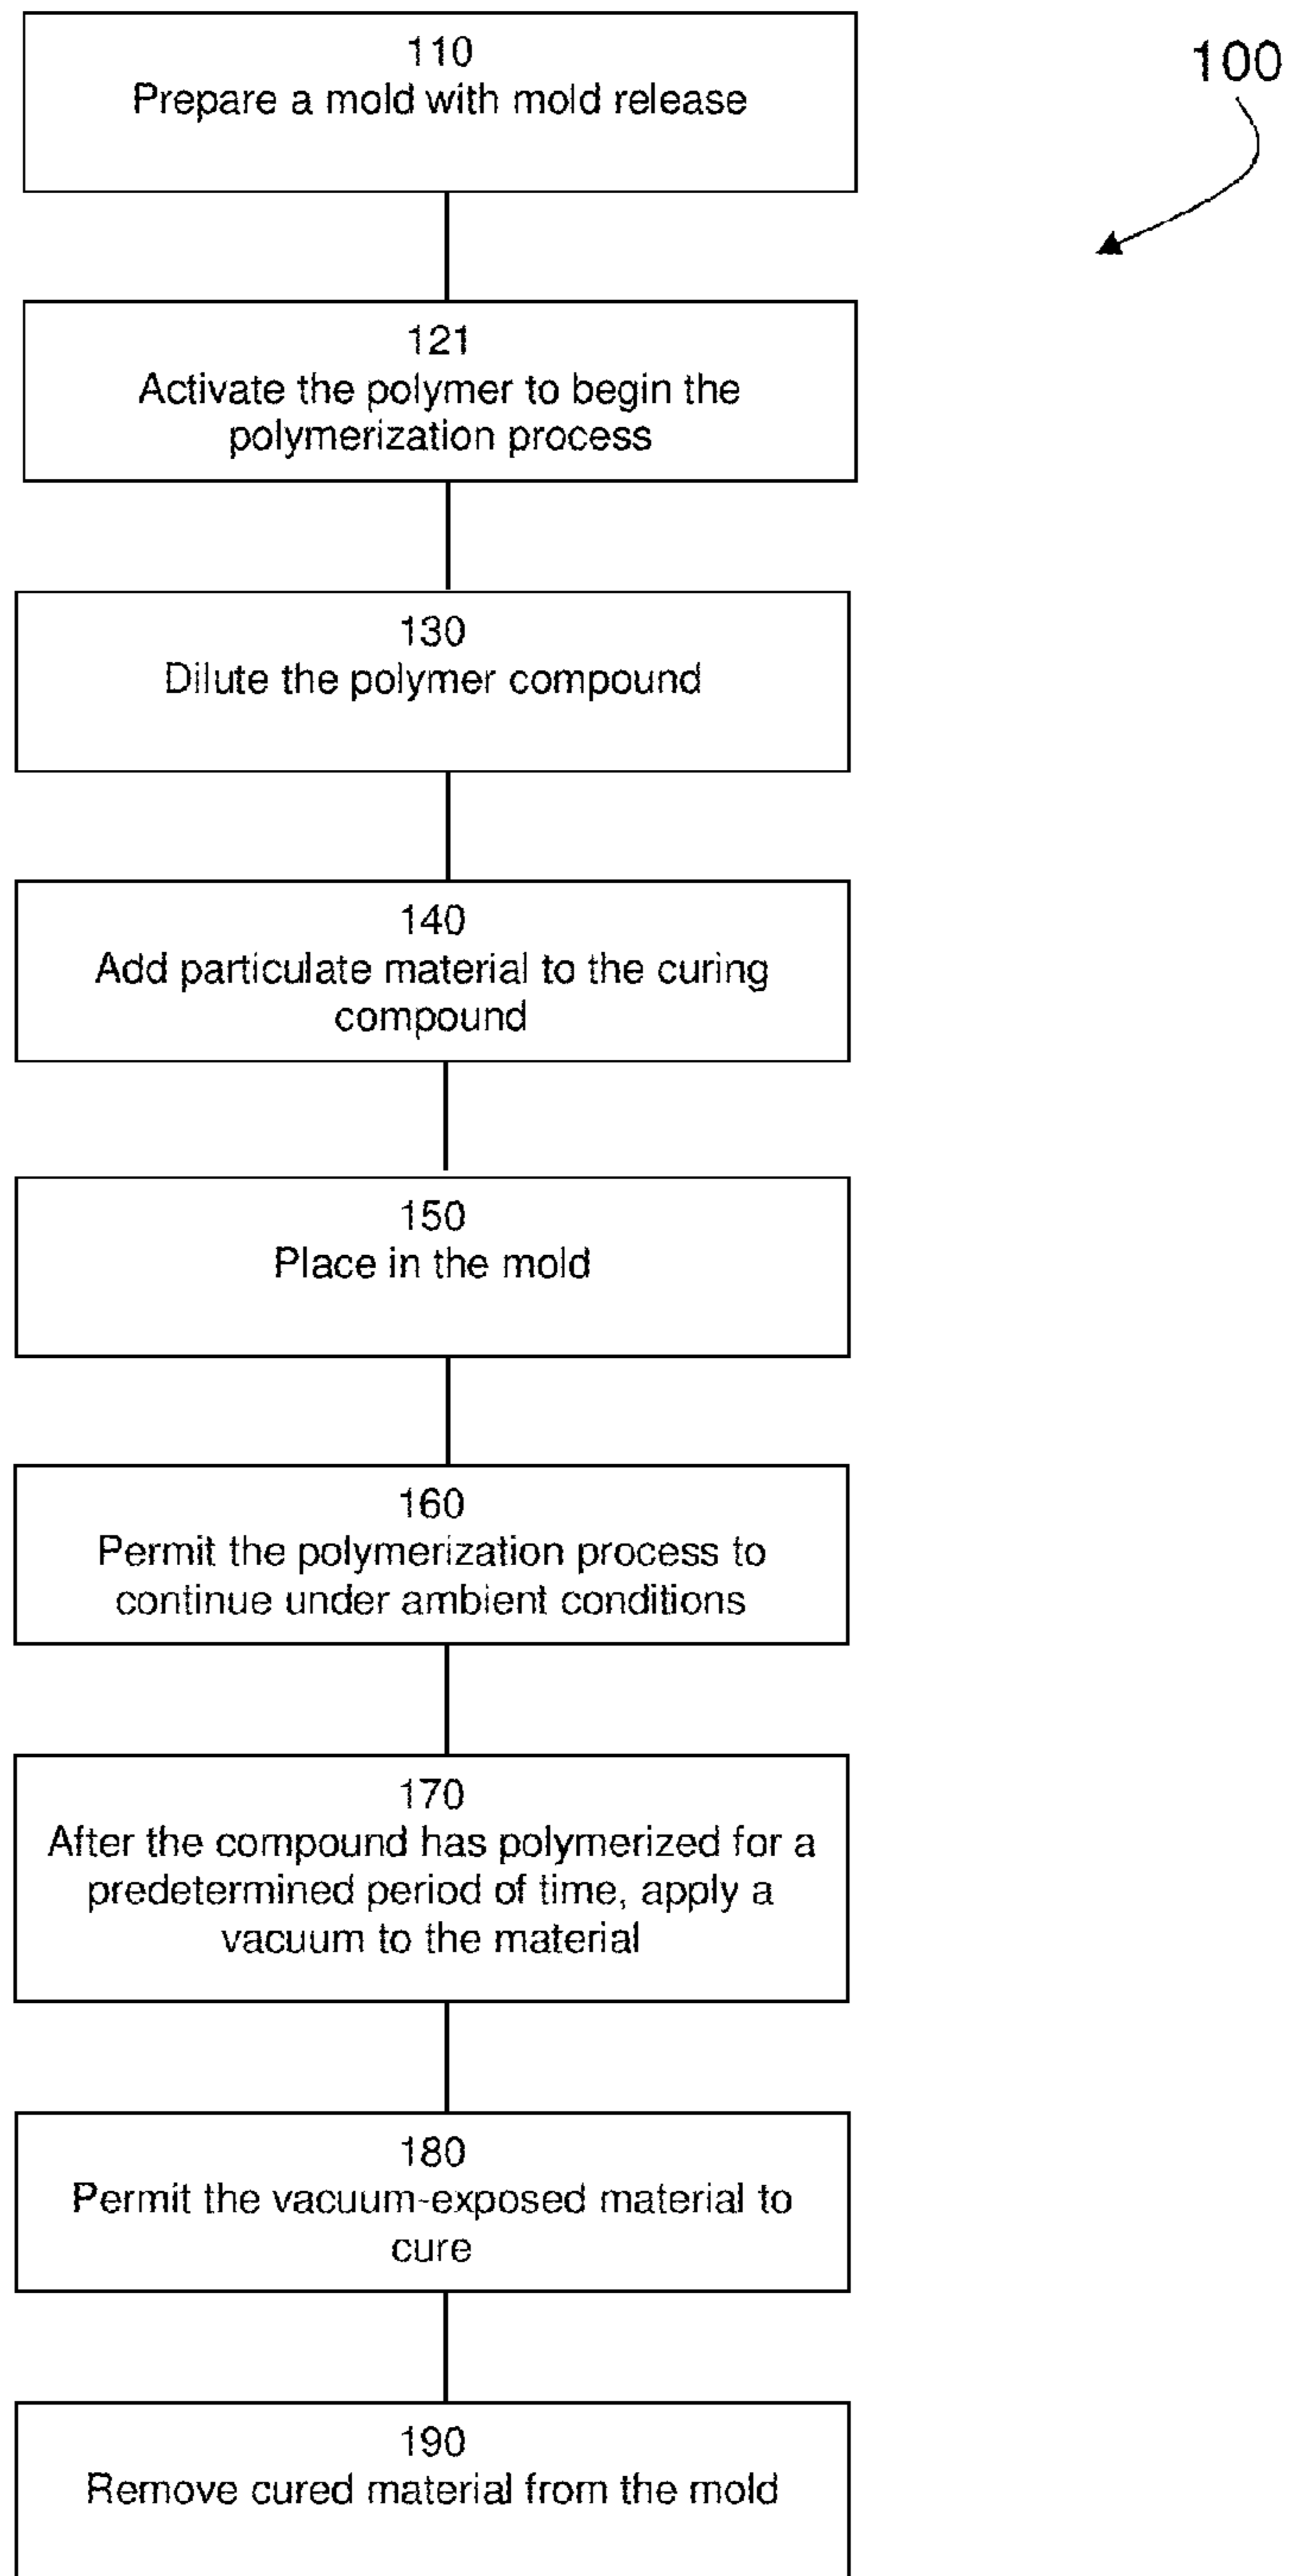 110
Prepare a mold with mold release
100
121
Activate the polymer to begin the
polymerization process
130
Dilute the polymer compound
140
Add particulate material to the curing
compound
150
Place in the mold
160
Permit the polymerization process to
continue under ambient conditions
170
After the compound has polymerized for a
predetermined period of time, apply a
vacuum to the material
180
Permit the vacuum-exposed material to
cure
190
Remove cured material from the mold